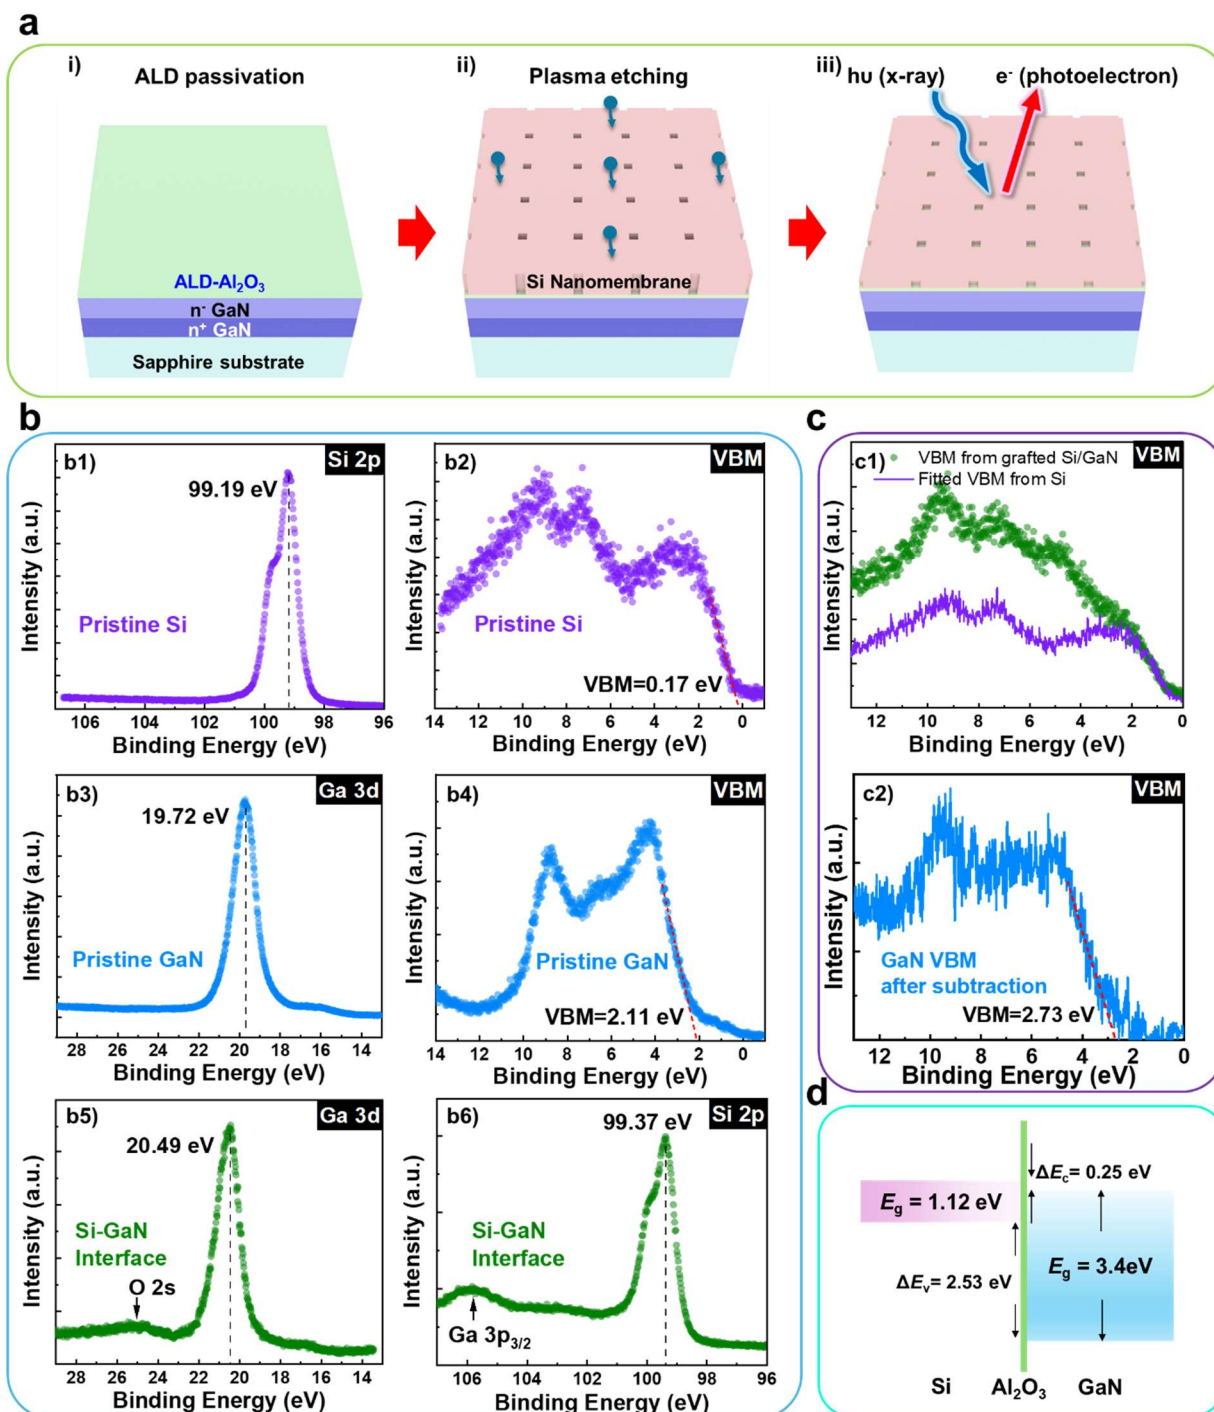 a
i)
ALD passivation
ALD-Al₂O₃
n⁻ GaN
n⁺ GaN
Sapphire substrate
ii)
Plasma etching
Si Nanomembrane
iii)
hυ (x-ray)
e⁻ (photoelectron)
b
b1)
Si 2p
99.19 eV
Pristine Si
Intensity (a.u.)
106 104 102 100 98 96
Binding Energy (eV)
b2)
VBM
Pristine Si
VBM=0.17 eV
Intensity (a.u.)
14 12 10 8 6 4 2 0
Binding Energy (eV)
b3)
Ga 3d
19.72 eV
Pristine GaN
Intensity (a.u.)
28 26 24 22 20 18 16 14
Binding Energy (eV)
b4)
VBM
Pristine GaN
VBM=2.11 eV
Intensity (a.u.)
14 12 10 8 6 4 2 0
Binding Energy (eV)
b5)
Ga 3d
20.49 eV
Si-GaN
Interface
O 2s
Intensity (a.u.)
28 26 24 22 20 18 16 14
Binding Energy (eV)
b6)
Si 2p
99.37 eV
Si-GaN
Interface
Ga 3p₃/₂
Intensity (a.u.)
106 104 102 100 98 96
Binding Energy (eV)
c
c1)
VBM
VBM from grafted Si/GaN
Fitted VBM from Si
Intensity (a.u.)
12 10 8 6 4 2 0
Binding Energy (eV)
c2)
VBM
GaN VBM
after subtraction
VBM=2.73 eV
Intensity (a.u.)
12 10 8 6 4 2 0
Binding Energy (eV)
d
ΔEc= 0.25 eV
Eg = 1.12 eV
Eg = 3.4eV
ΔEv= 2.53 eV
Si
Al₂O₃
GaN